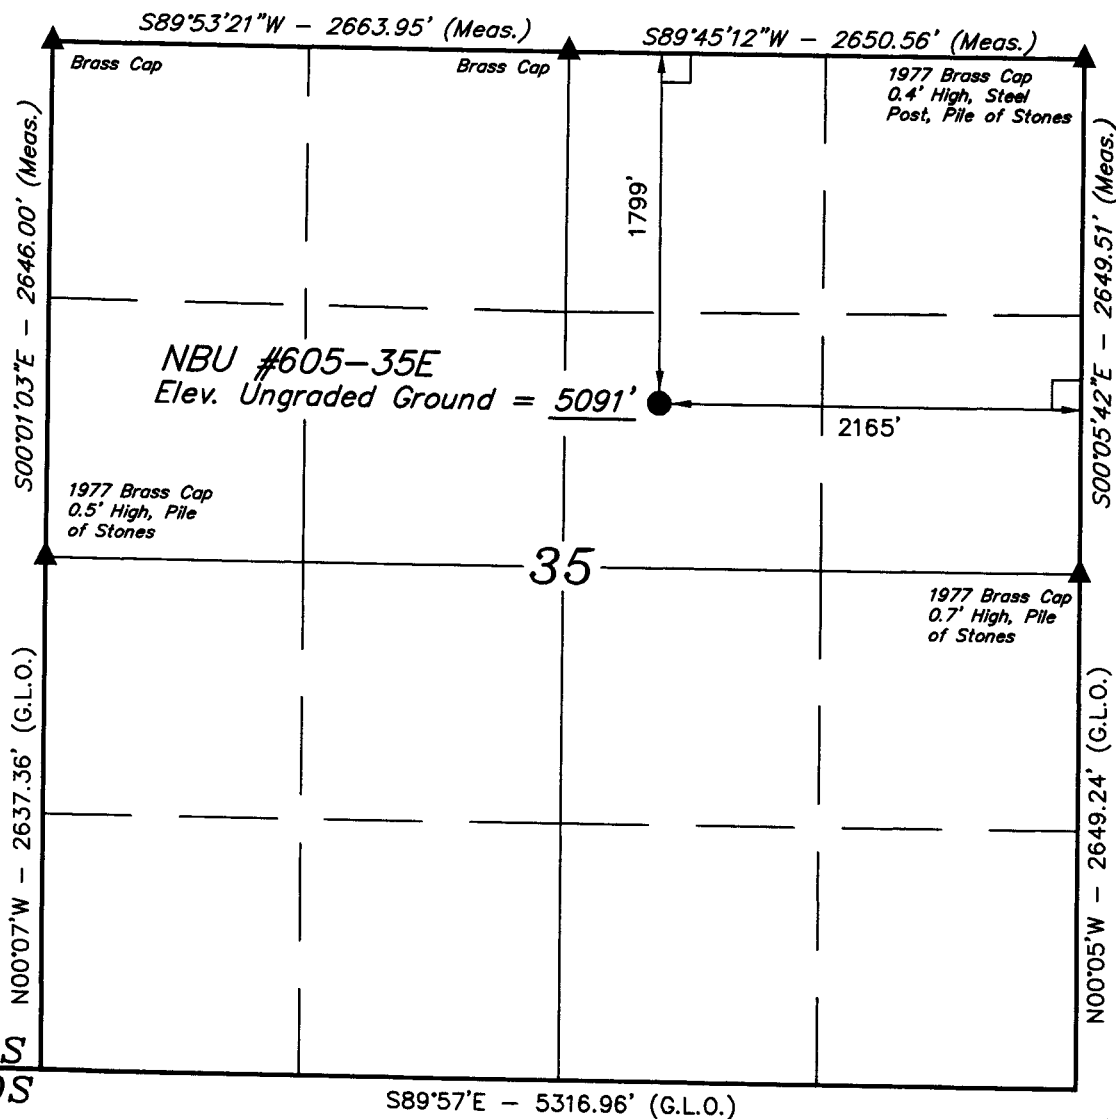 S89°53'21"W - 2663.95' (Meas.)
S89°45'12"W - 2650.56' (Meas.)
Brass Cap
Brass Cap
1977 Brass Cap
0.4' High, Steel
Post, Pile of Stones
S00°01'03"E - 2646.00' (Meas.)
1799'
S00°05'42"E - 2649.51' (Meas.)
NBU #605-35E
Elev. Ungraded Ground = 5091'
2165'
1977 Brass Cap
0.5' High, Pile
of Stones
35
1977 Brass Cap
0.7' High, Pile
of Stones
N00°07'W - 2637.36' (G.L.O.)
N00°05'W - 2649.24' (G.L.O.)
S
S89°57'E - 5316.96' (G.L.O.)